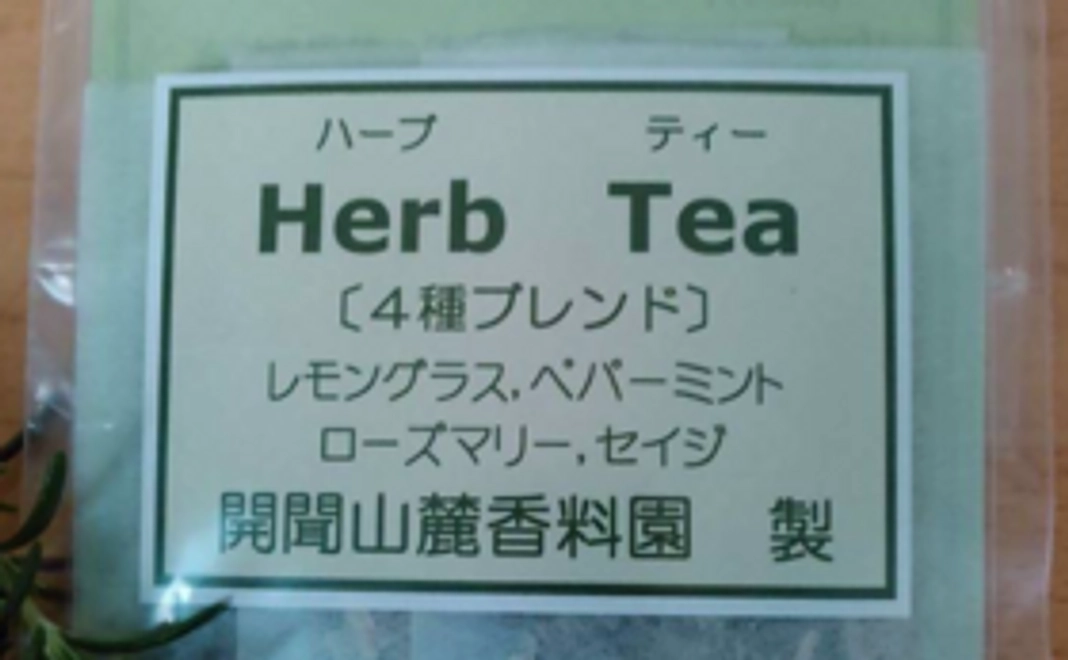 ハーブ ティー
Herb Tea
〔４種ブレンド〕
レモングラス,ペパーミント
ローズマリー,セイジ
開聞山麓香料園 製